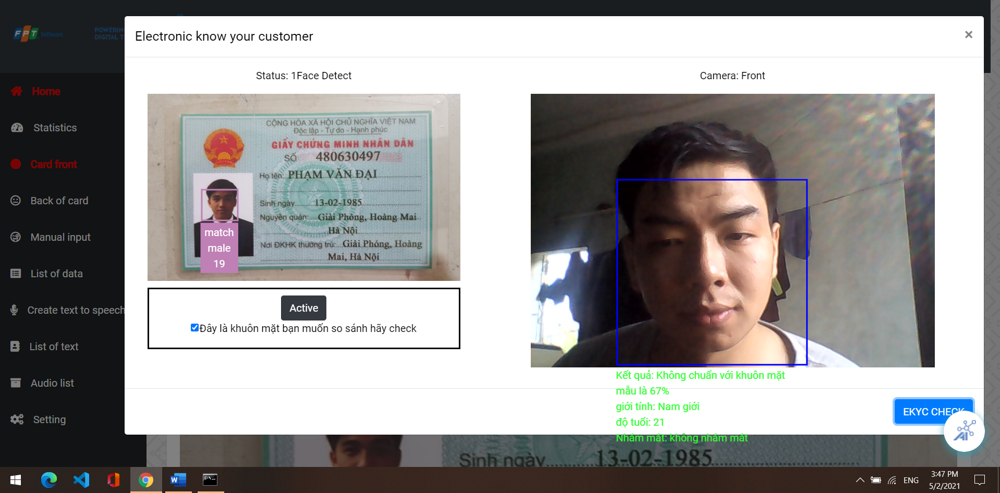 FPT Software
POWERIN
DIGITAL T
Electronic know your customer
×
Home
Statistics
Card front
Back of card
Manual input
List of data
Create text to speech
List of text
Audio list
Setting
Status: 1Face Detect
CỘNG HÒA XÃ HỘI CHỦ NGHĨA VIỆT NAM
Độc lập - Tự do - Hạnh phúc
GIẤY CHỨNG MINH NHÂN DÂN
SỐ 480630497
Họ tên: PHẠM VĂN ĐẠI
Sinh ngày 13-02-1985
Nguyên quán: Giải Phóng, Hoàng Mai
Hà Nội
Nơi ĐKHK thường trú: Giải Phóng, Hoàng
Mai, Hà Nội
match
male
19
Active
Đây là khuôn mặt bạn muốn so sánh hãy check
Camera: Front
Kết quả: Không chuẩn với khuôn mặt
mẫu là 67%
giới tính: Nam giới
độ tuổi: 21
Nhắm mắt: không nhắm mắt
EKYC CHECK
AI
Sinh ngày 13-02-1985
ENG
3:47 PM
5/2/2021